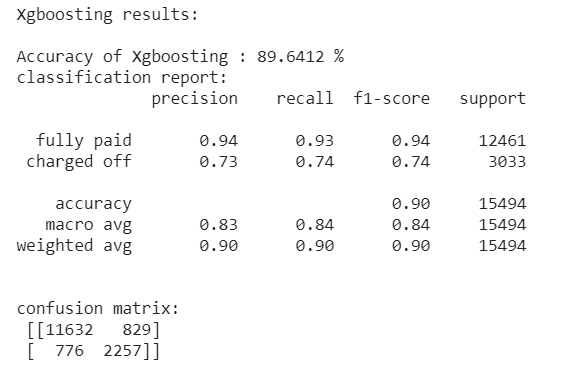 Xgboosting results:
Accuracy of Xgboosting : 89.6412 %
classification report:
precision recall f1-score support
fully paid 0.94 0.93 0.94 12461
charged off 0.73 0.74 0.74 3033
accuracy 0.90 15494
macro avg 0.83 0.84 0.84 15494
weighted avg 0.90 0.90 0.90 15494
confusion matrix:
[[11632 829]
[ 776 2257]]